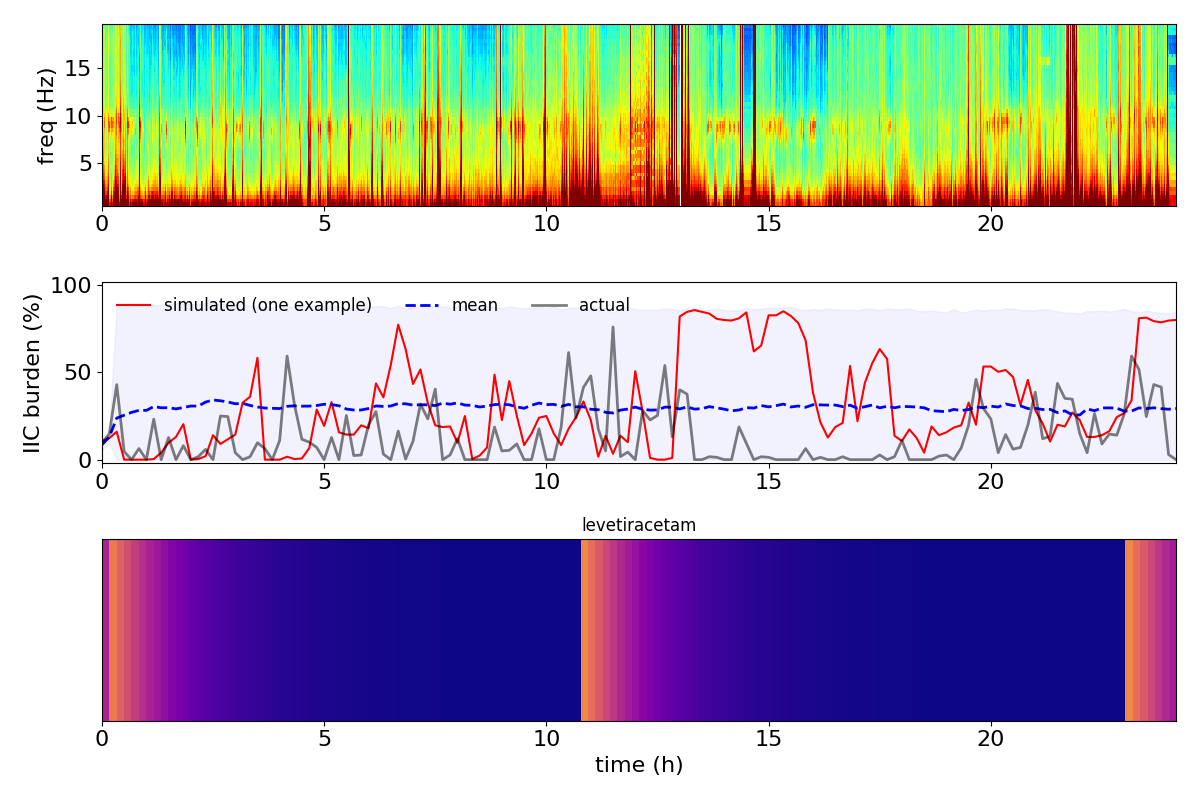 freq (Hz)
15
10
5
0 5 10 15 20
IIC burden (%)
100
50
0
simulated (one example) mean actual
0 5 10 15 20
levetiracetam
0 5 10 15 20
time (h)